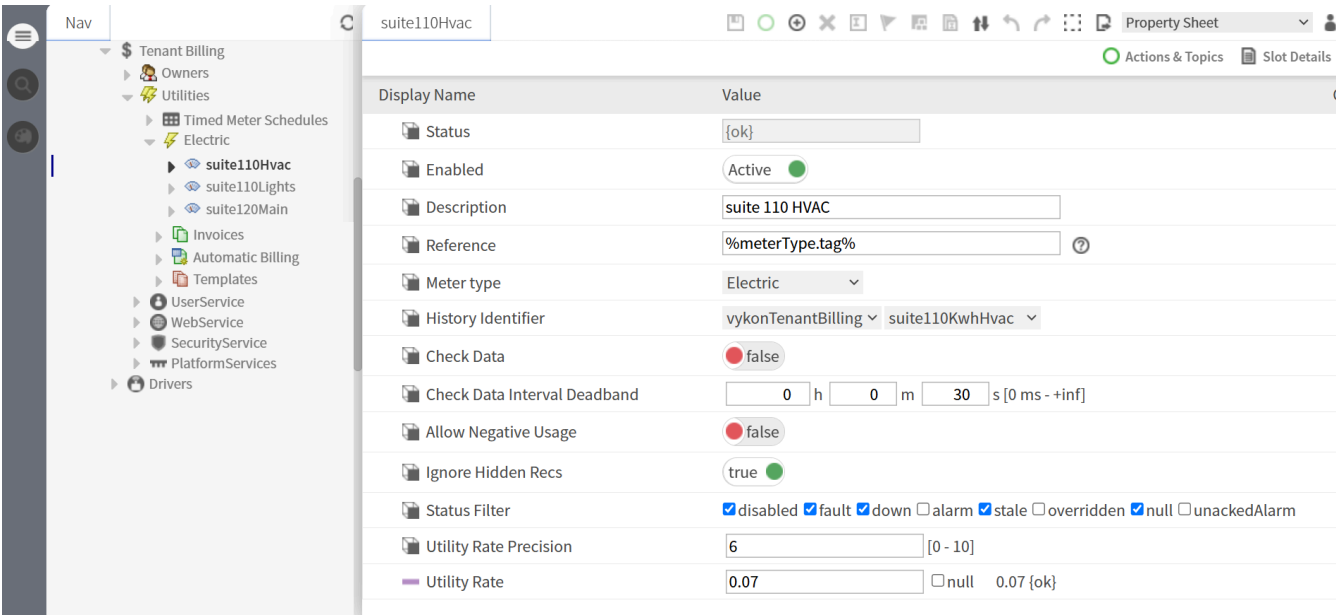 Nav
suite110Hvac
Property Sheet
Tenant Billing
Owners
Utilities
Timed Meter Schedules
Electric
suite110Hvac
suite110Lights
suite120Main
Invoices
Automatic Billing
Templates
UserService
WebService
SecurityService
PlatformServices
Drivers
Actions & Topics Slot Details
Display Name Value
Status {ok}
Enabled Active
Description suite 110 HVAC
Reference %meterType.tag%
Meter type Electric
History Identifier vykonTenantBilling suite110KwhHvac
Check Data false
Check Data Interval Deadband 0 h 0 m 30 s [0 ms - +inf]
Allow Negative Usage false
Ignore Hidden Recs true
Status Filter disabled fault down alarm stale overridden null unackedAlarm
Utility Rate Precision 6 [0 - 10]
Utility Rate 0.07 null 0.07 {ok}